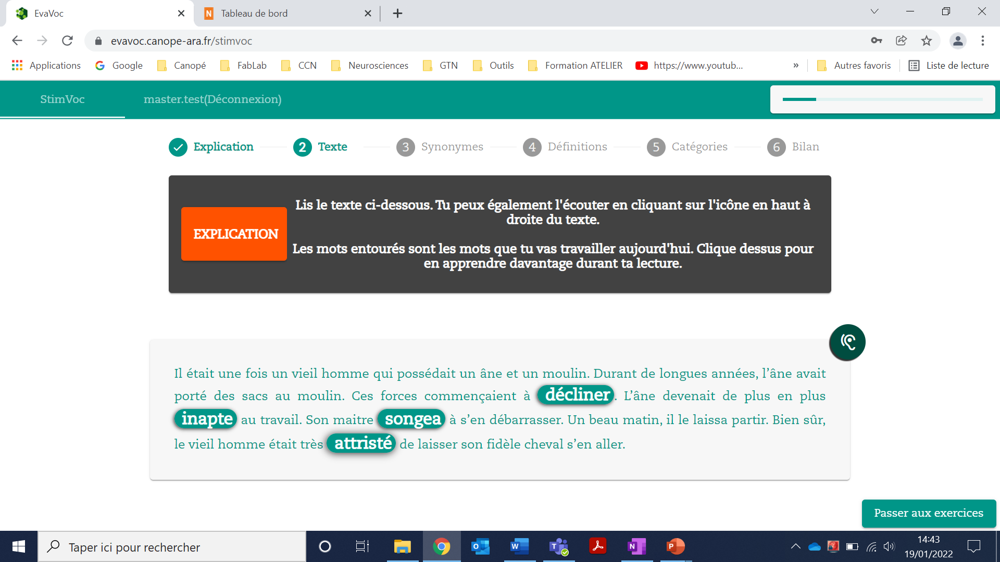 EvaVoc
Tableau de bord
evavoc.canope-ara.fr/stimvoc
Applications Google Canopé FabLab CCN Neurosciences GTN Outils Formation ATELIER https://www.youtub... » Autres favoris Liste de lecture
StimVoc master.test(Déconnexion)
Explication 2 Texte 3 Synonymes 4 Définitions 5 Catégories 6 Bilan
EXPLICATION
Lis le texte ci-dessous. Tu peux également l'écouter en cliquant sur l'icône en haut à
droite du texte.
Les mots entourés sont les mots que tu vas travailler aujourd'hui. Clique dessus pour
en apprendre davantage durant ta lecture.
Il était une fois un vieil homme qui possédait un âne et un moulin. Durant de longues années, l’âne avait
porté des sacs au moulin. Ces forces commençaient à décliner. L’âne devenait de plus en plus
inapte au travail. Son maitre songea à s’en débarrasser. Un beau matin, il le laissa partir. Bien sûr,
le vieil homme était très attristé de laisser son fidèle cheval s’en aller.
Passer aux exercices
Taper ici pour rechercher
14:43
19/01/2022